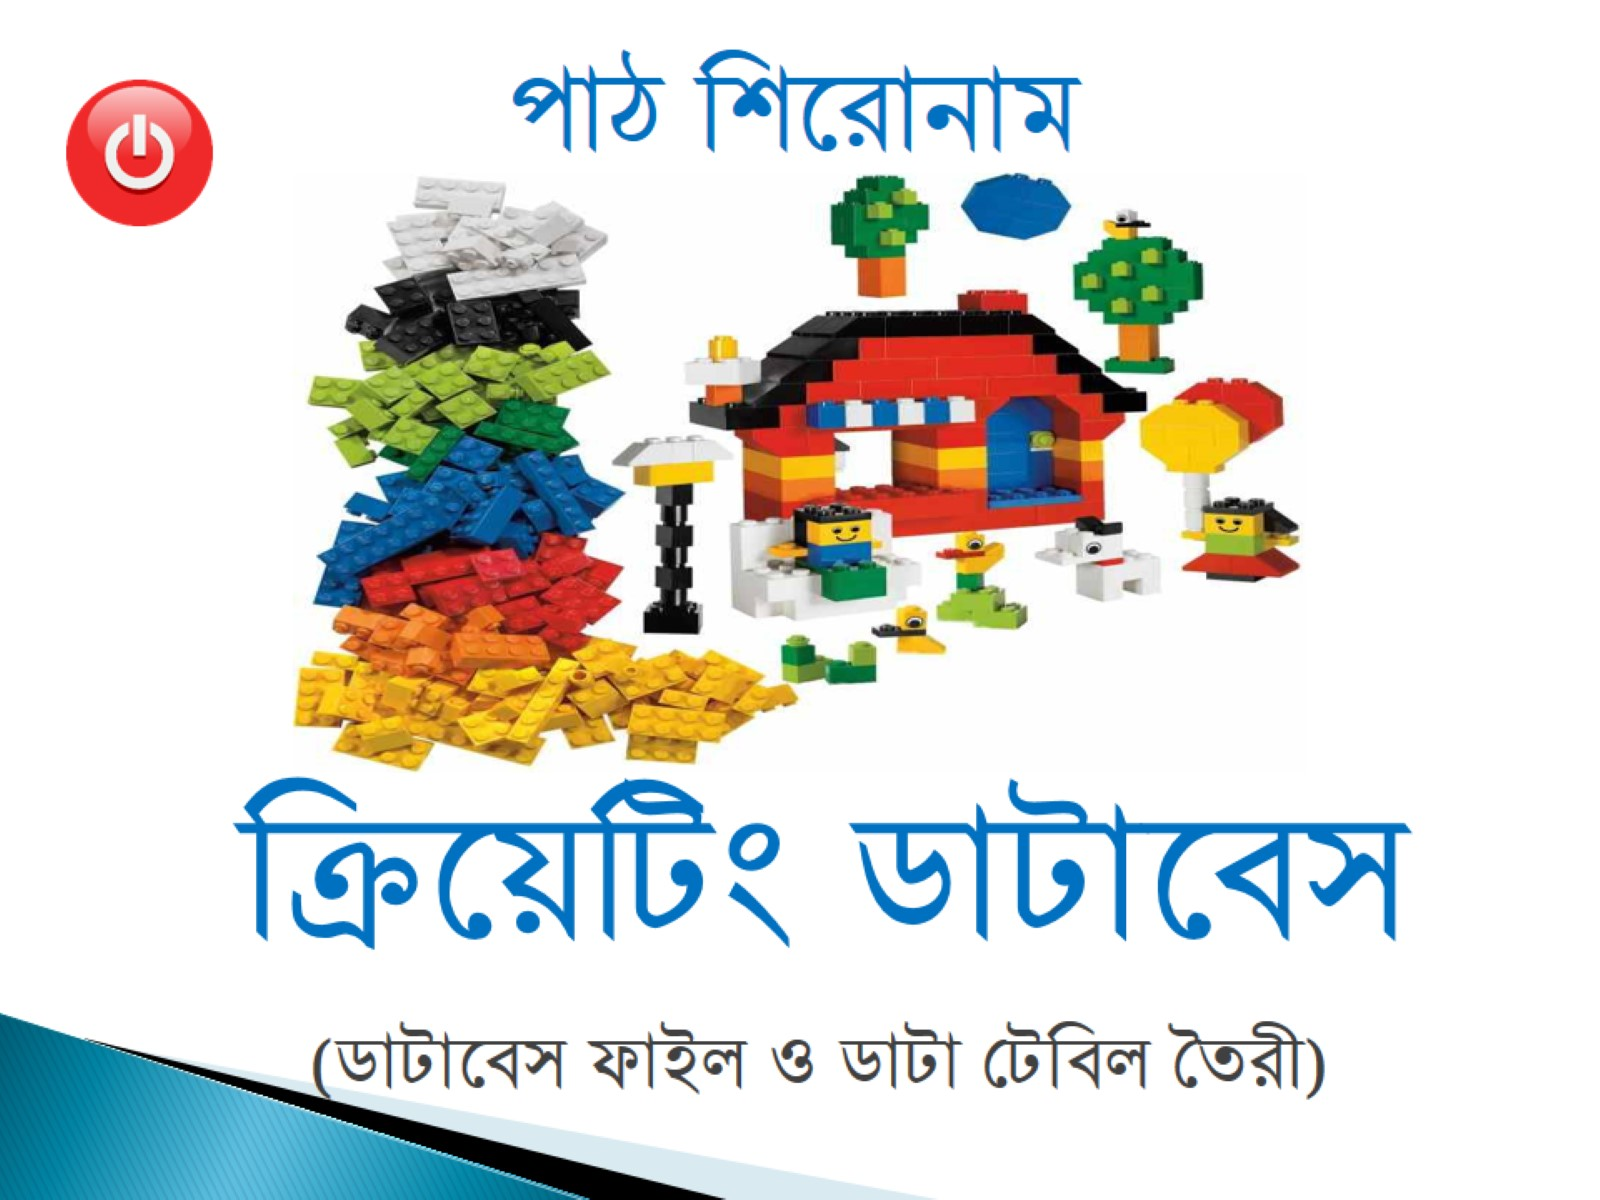 পাঠ শিরোনাম
ক্রিয়েটিং ডাটাবেস
(ডাটাবেস ফাইল ও ডাটা টেবিল তৈরী)